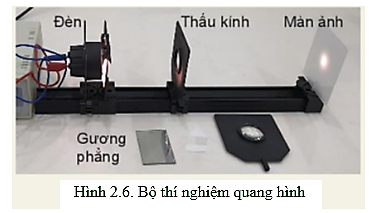 Đèn
Thấu kính
Màn ảnh
Gương
phẳng
Hình 2.6. Bộ thí nghiệm quang hình